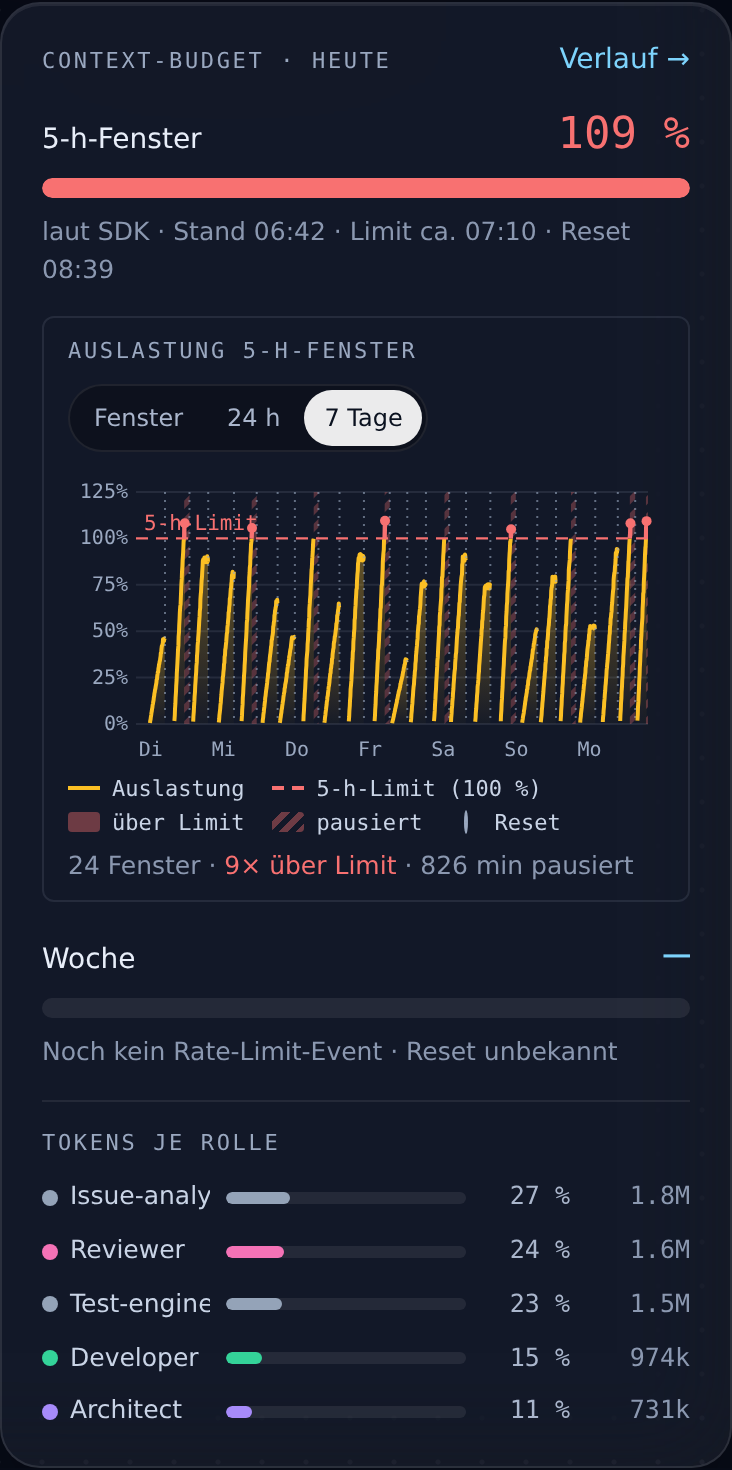 CONTEXT-BUDGET · HEUTE Verlauf →
5-h-Fenster 109 %
laut SDK · Stand 06:42 · Limit ca. 07:10 · Reset
08:39
AUSLASTUNG 5-H-FENSTER
Fenster 24 h 7 Tage
125%
5-h-Limit
100%
75%
50%
25%
0%
Di Mi Do Fr Sa So Mo
Auslastung 5-h-Limit (100 %)
über Limit pausiert Reset
24 Fenster · 9× über Limit · 826 min pausiert
Woche —
Noch kein Rate-Limit-Event · Reset unbekannt
TOKENS JE ROLLE
Issue-analy 27 % 1.8M
Reviewer 24 % 1.6M
Test-engine 23 % 1.5M
Developer 15 % 974k
Architect 11 % 731k